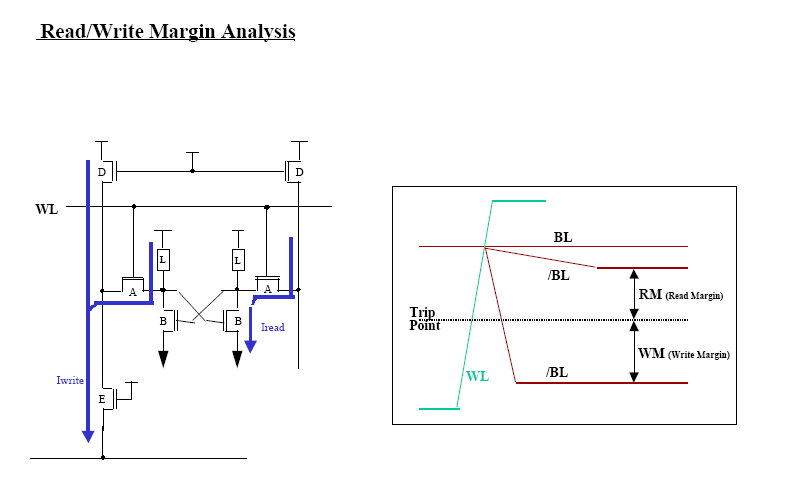 Read/Write Margin Analysis
D
D
WL
L
L
A
A
B
B
Iread
Iwrite
E
BL
/BL
RM (Read Margin)
Trip
Point
WM (Write Margin)
WL
/BL